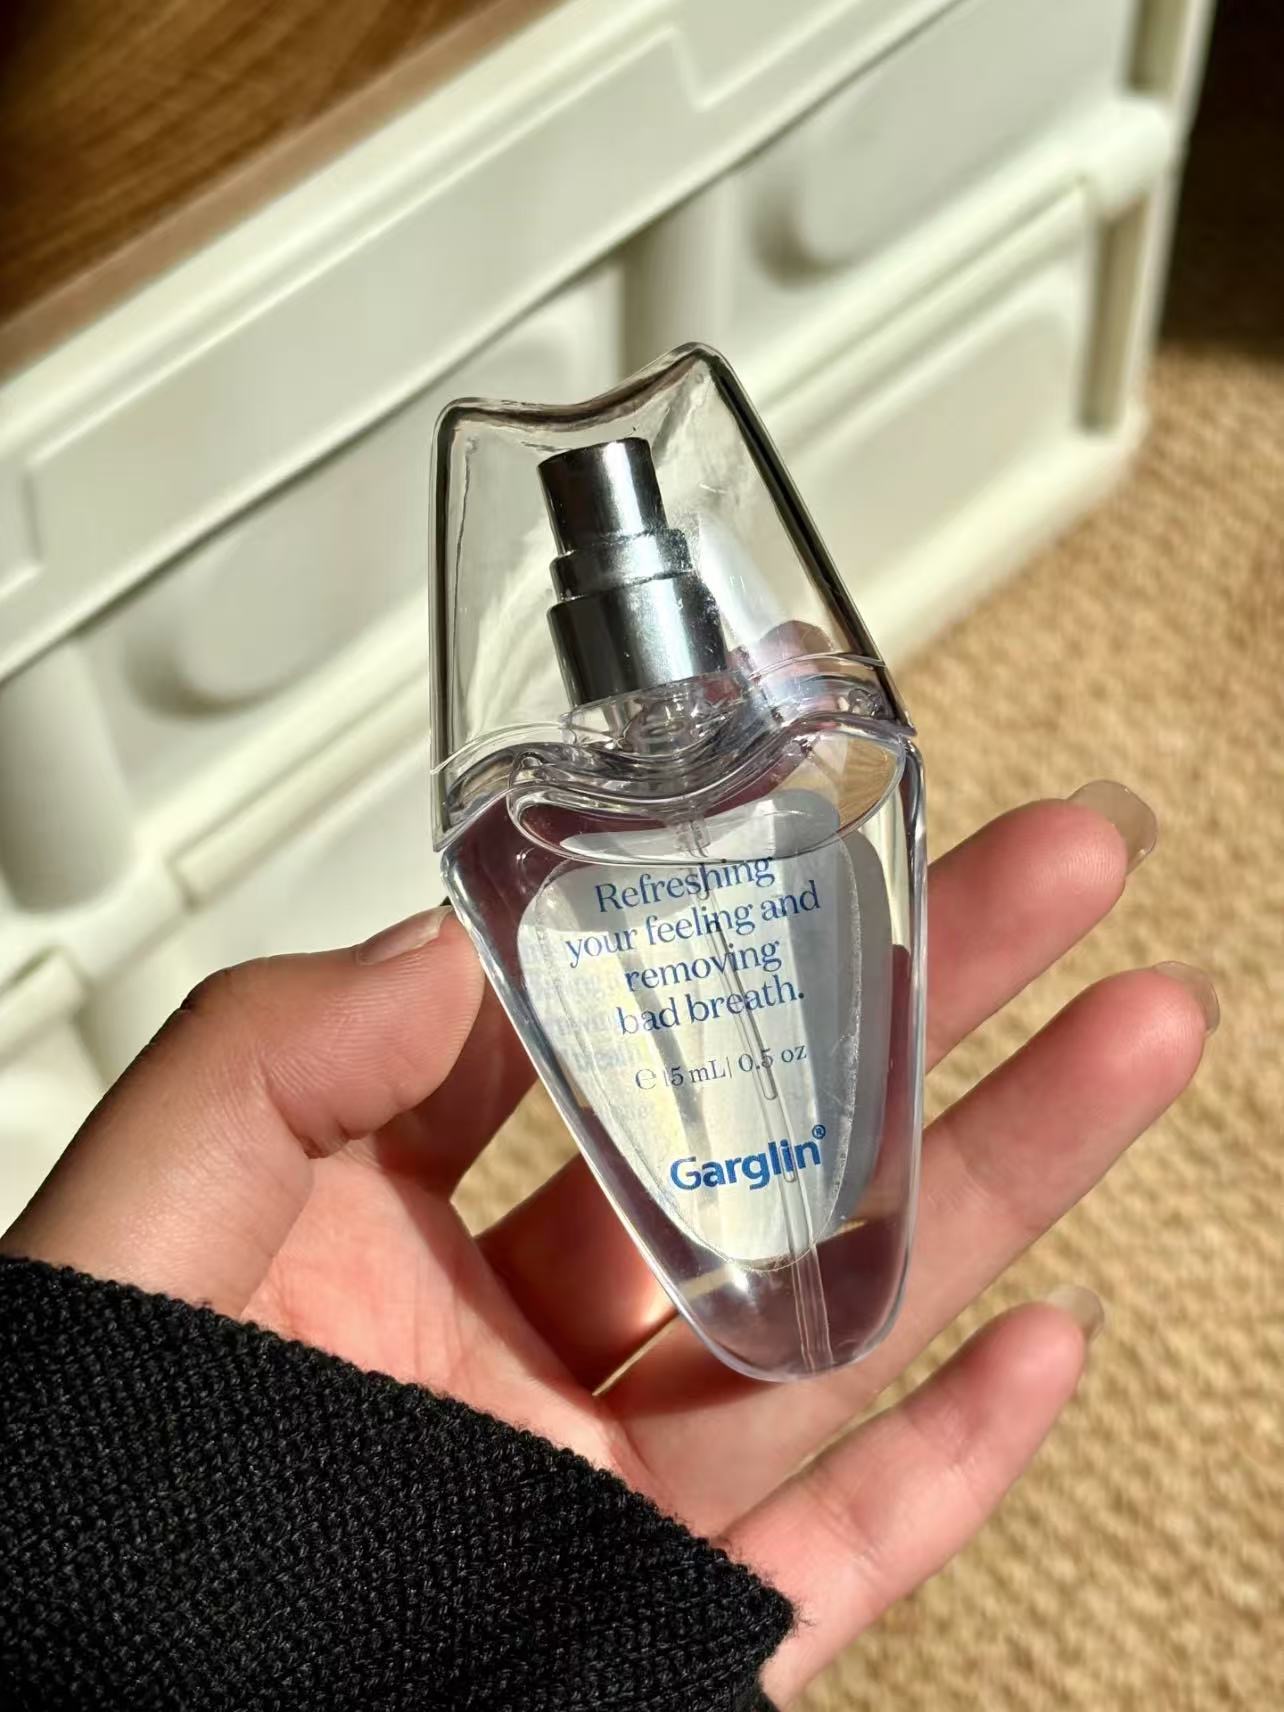 Refreshing
your feeling and
removing
bad breath.
℮ 15 mL| 0.5 oz
Garglin®